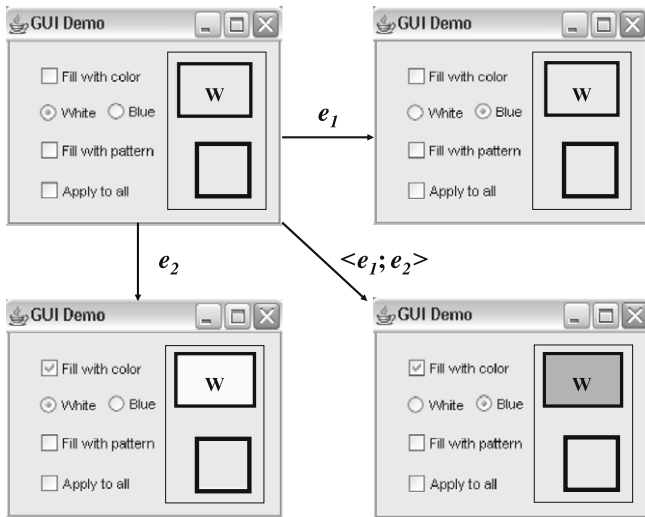 GUI Demo
Fill with color
White Blue
Fill with pattern
Apply to all
W
e1
GUI Demo
Fill with color
White Blue
Fill with pattern
Apply to all
W
e2
<e1; e2>
GUI Demo
Fill with color
White Blue
Fill with pattern
Apply to all
W
GUI Demo
Fill with color
White Blue
Fill with pattern
Apply to all
W